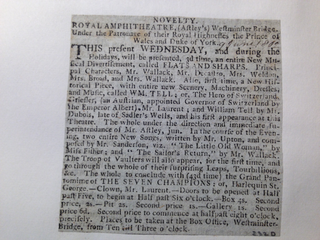 NOVELTY.
ROYAL AMPHITHEATRE, (Astley's) Westminster Bridge,
Under the Patronage of their Royal Highnesses the Prince of
Wales and Duke of York.
THIS present WEDNESDAY, and during the
Holidays, will be presented, 3d time, an entire New Mu-
sical Divertisement, called FLATS AND SHARPS. Princi-
pal Characters, Mr. Wallack, Mr. Decastro, Mrs. Weldon,
Mrs. Broad, and Mrs. Wallack. Also, first time, a New His-
torical Piece, with entire new Scenery, Machinery, Dresses,
and Music, called WM. TELL; or, The Hero of Switzerland.
Griesler, (an Austrian, appointed Governor of Switzerland by
the Emperor Albert) Mr. Laurent; and William Tell by Mr.
Dubois, late of Sadler's Wells, and his first appearance at this
Theatre. The whole under the direction and immediate su-
perintendance of Mr. Astley, jun. In the course of the Even-
ing, two entire New Songs, written by Mr. Upton, and com-
posed by Mr. Sanderson, viz. "The Little Old Woman," by
Miss Fisher; and "The Sailor's Return," by Mr. Wallack.
The Troop of Vaulters will also appear, for the first time, and
go through the whole of their surprising Leaps, Tourbillions,
&c. The whole to conclude with (2d time) the Grand Pan-
tomime of THE SEVEN CHAMPIONS; or, Harlequin St.
George.—Clown, Mr. Laurent.—Doors to be opened at Half
past Five, to begin at Half past Six o'clock.—Box 4s. Second
price, 2s.—Pit 2s. Second price 1s.—Gallery 1s. Second
price 6d. Second price to commence at half past eight o'clock,
precisely. Places to be taken at the Box Office, Westminster-
Bridge, from Ten till Three o'clock.